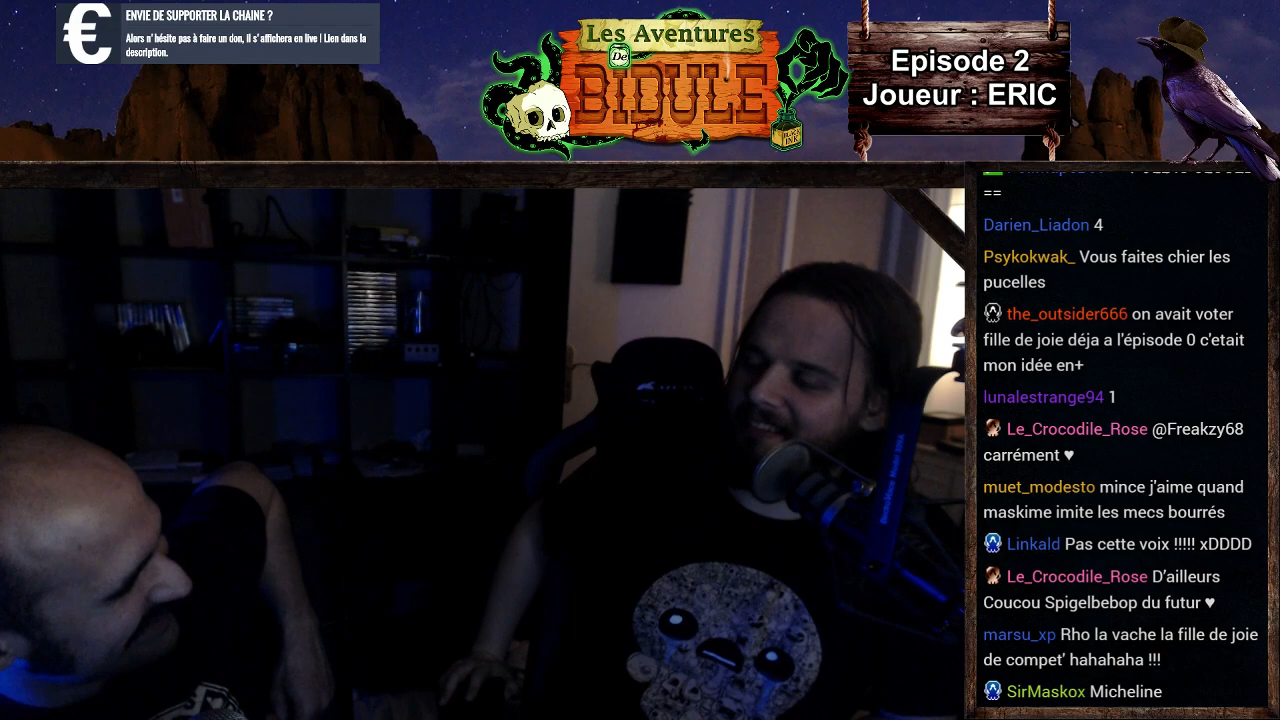 ENVIE DE SUPPORTER LA CHAINE ?
Alors n' hésite pas à faire un don, il s' affichera en live ! Lien dans la
description.
Les Aventures
De
BIDULE
BLACK
INK
Episode 2
Joueur : ERIC
==
Darien_Liadon 4
Psykokwak_ Vous faites chier les
pucelles
the_outsider666 on avait voter
fille de joie déja a l'épisode 0 c'etait
mon idée en+
lunalestrange94 1
Le_Crocodile_Rose @Freakzy68
carrément ♥
muet_modesto mince j'aime quand
maskime imite les mecs bourrés
Linkald Pas cette voix !!!!! xDDDD
Le_Crocodile_Rose D'ailleurs
Coucou Spigelbebop du futur ♥
marsu_xp Rho la vache la fille de joie
de compet' hahahaha !!!
SirMaskox Micheline